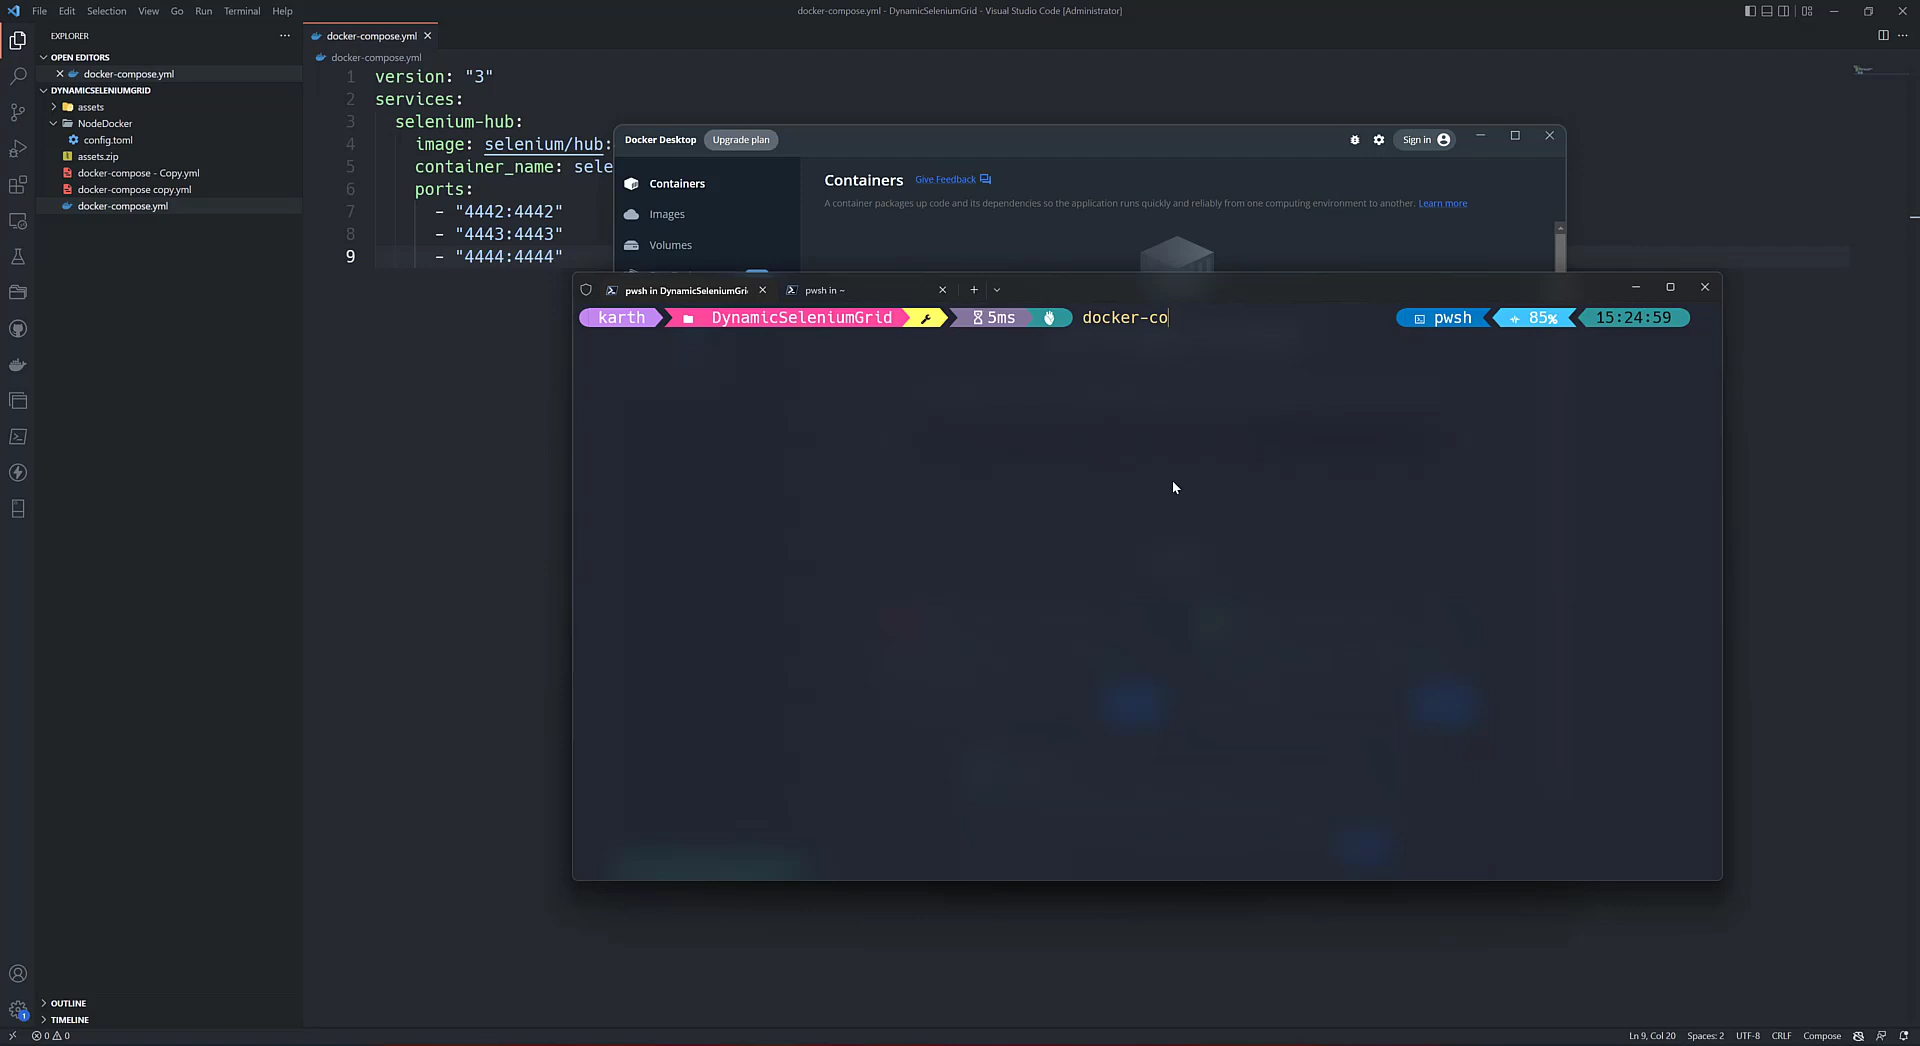 File Edit Selection View Go Run Terminal Help
docker-compose.yml - DynamicSeleniumGrid - Visual Studio Code [Administrator]
EXPLORER
OPEN EDITORS
docker-compose.yml
DYNAMICSELENIUMGRID
assets
NodeDocker
config.toml
assets.zip
docker-compose - Copy.yml
docker-compose copy.yml
docker-compose.yml
OUTLINE
TIMELINE
docker-compose.yml
docker-compose.yml
1 version: "3"
2 services:
3 selenium-hub:
4 image: selenium/hub:
5 container_name: sele
6 ports:
7 - "4442:4442"
8 - "4443:4443"
9 - "4444:4444"
Docker Desktop Upgrade plan Sign in
Containers
Images
Volumes
Containers Give Feedback
A container packages up code and its dependencies so the application runs quickly and reliably from one computing environment to another. Learn more
pwsh in DynamicSeleniumGri pwsh in ~
karth DynamicSeleniumGrid 5ms docker-co pwsh 85% 15:24:59
1
0 0 Ln 9, Col 20 Spaces: 2 UTF-8 CRLF Compose